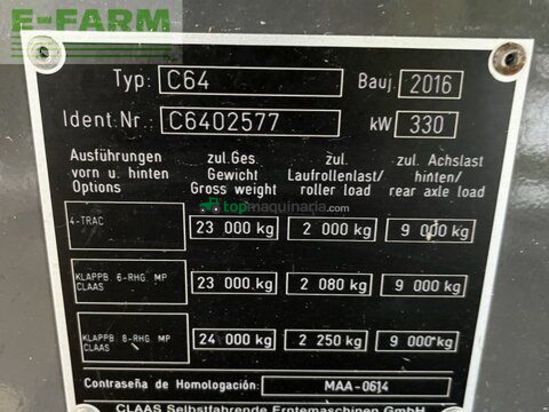 E-FARM
Typ: C64 Bauj. 2016
Ident.Nr. C6402577 kW 330
Ausführungen vorn u. hinten Options
zul. Ges. Gewicht Gross weight
zul. Laufrollenlast/ roller load
zul. Achslast hinten/ rear axle load
topmaquinaria.com
4-TRAC 23 000 kg 2 000 kg 9 000 kg
KLAPPB. 6-RHG. MP CLAAS 23 000 kg 2 080 kg 9 000 kg
KLAPPB. 8-RHG MP CLAAS 24 000 kg 2 250 kg 9 000 kg
Contraseña de Homologación: MAA-0614
CLAAS Selbstfahrende Erntemaschinen GmbH